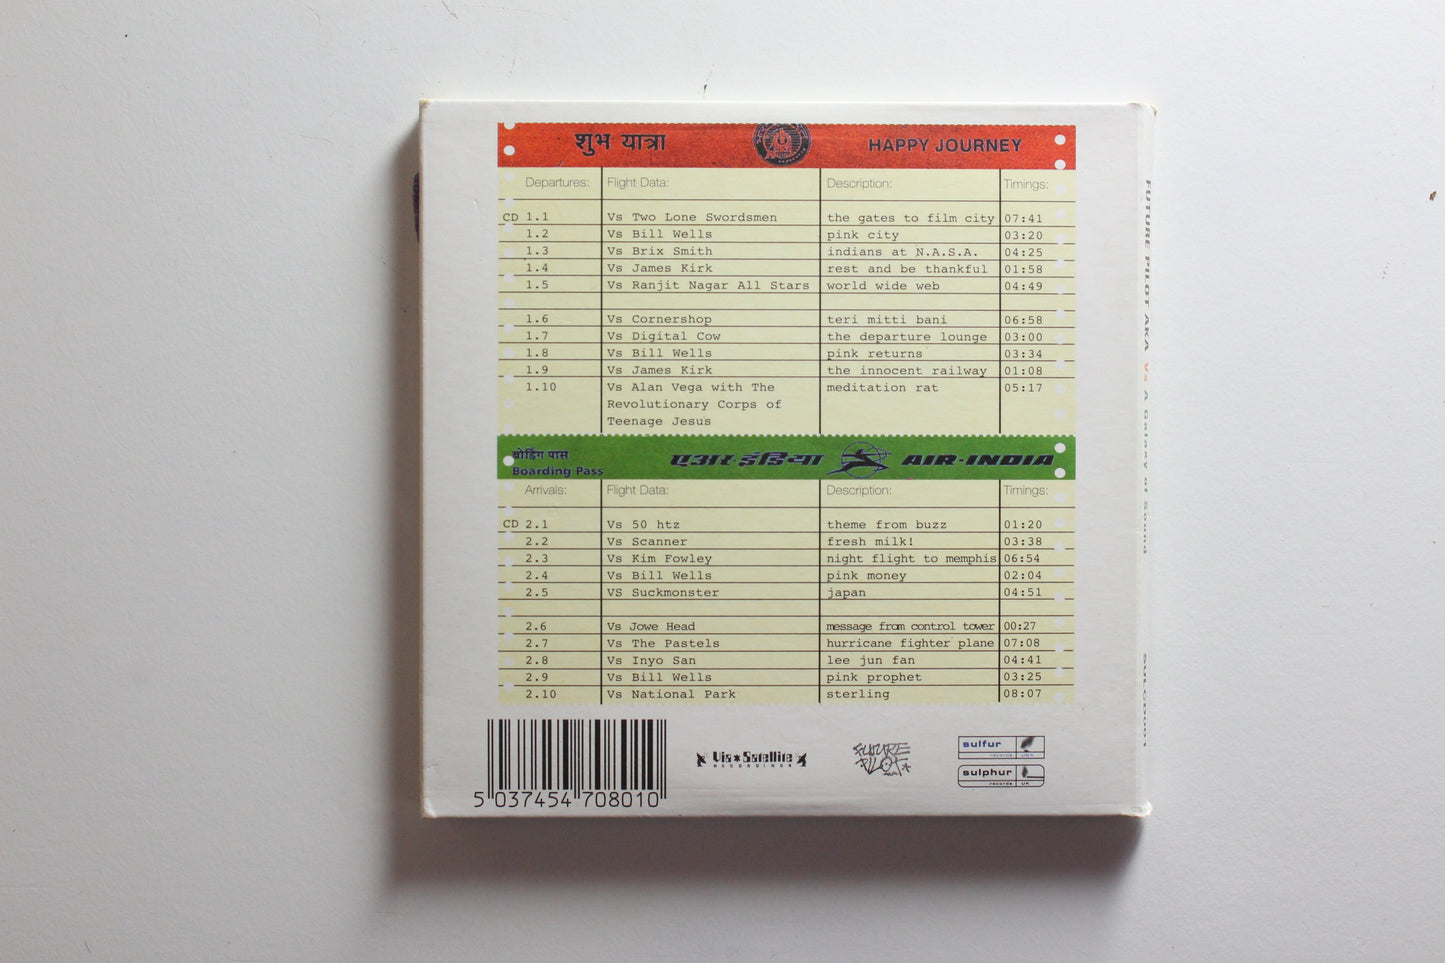 शुभ यात्रा HAPPY JOURNEY
Departures: Flight Data: Description: Timings:
CD 1.1 Vs Two Lone Swordsmen the gates to film city 07:41
1.2 Vs Bill Wells pink city 03:20
1.3 Vs Brix Smith indians at N.A.S.A. 04:25
1.4 Vs James Kirk rest and be thankful 01:58
1.5 Vs Ranjit Nagar All Stars world wide web 04:49
1.6 Vs Cornershop teri mitti bani 06:58
1.7 Vs Digital Cow the departure lounge 03:00
1.8 Vs Bill Wells pink returns 03:34
1.9 Vs James Kirk the innocent railway 01:08
1.10 Vs Alan Vega with The meditation rat 05:17
Revolutionary Corps of
Teenage Jesus
बोर्डिंग पास एअर-इंडिया AIR-INDIA
Boarding Pass
Arrivals: Flight Data: Description: Timings:
CD 2.1 Vs 50 htz theme from buzz 01:20
2.2 Vs Scanner fresh milk! 03:38
2.3 Vs Kim Fowley night flight to memphis 06:54
2.4 Vs Bill Wells pink money 02:04
2.5 VS Suckmonster japan 04:51
2.6 Vs Jowe Head message from control tower 00:27
2.7 Vs The Pastels hurricane fighter plane 07:08
2.8 Vs Inyo San lee jun fan 04:41
2.9 Vs Bill Wells pink prophet 03:25
2.10 Vs National Park sterling 08:07
5 037454 708010
Via★Satellite
RECORDINGS
FUTURE
PILOT
sulfur
records USA
sulphur
records UK
FUTURE PILOT AKA Vs A Galaxy of Sound